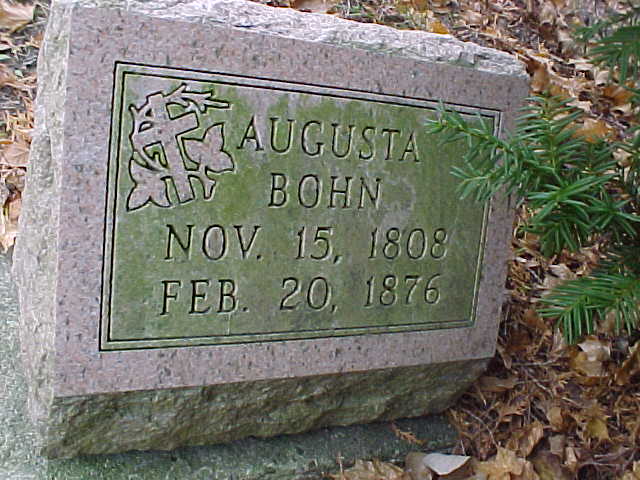 AUGUSTA
BOHN
NOV. 15, 1808
FEB. 20, 1876